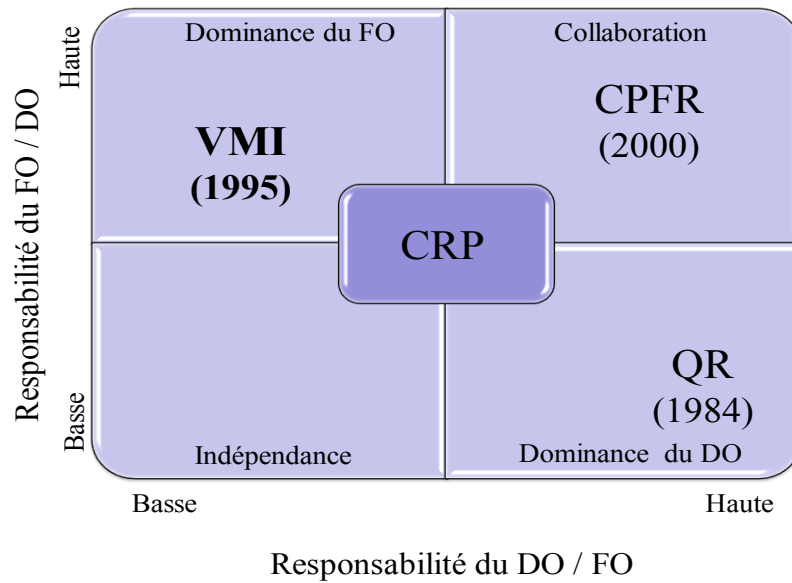 Dominance du FO
Collaboration
Haute
VMI
(1995)
CPFR
(2000)
Responsabilité du FO / DO
CRP
Basse
QR
(1984)
Indépendance
Dominance du DO
Basse
Haute
Responsabilité du DO / FO